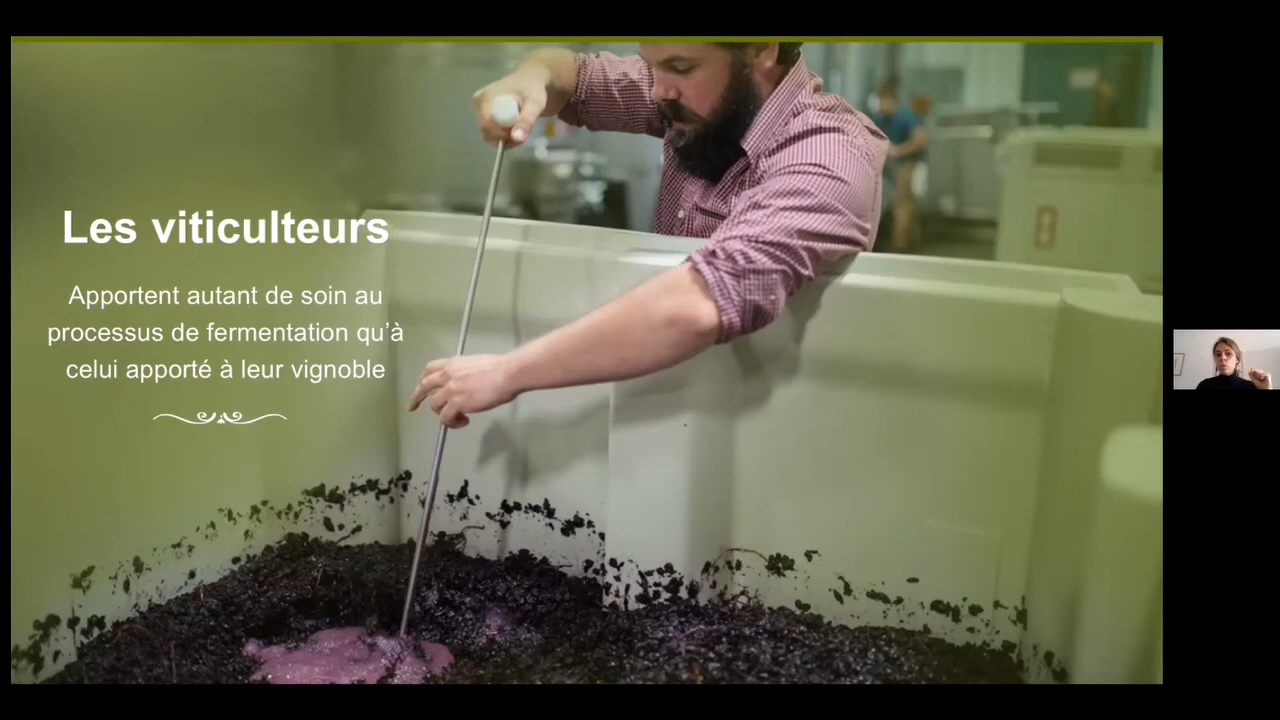 Les viticulteurs
Apportent autant de soin au
processus de fermentation qu’à
celui apporté à leur vignoble